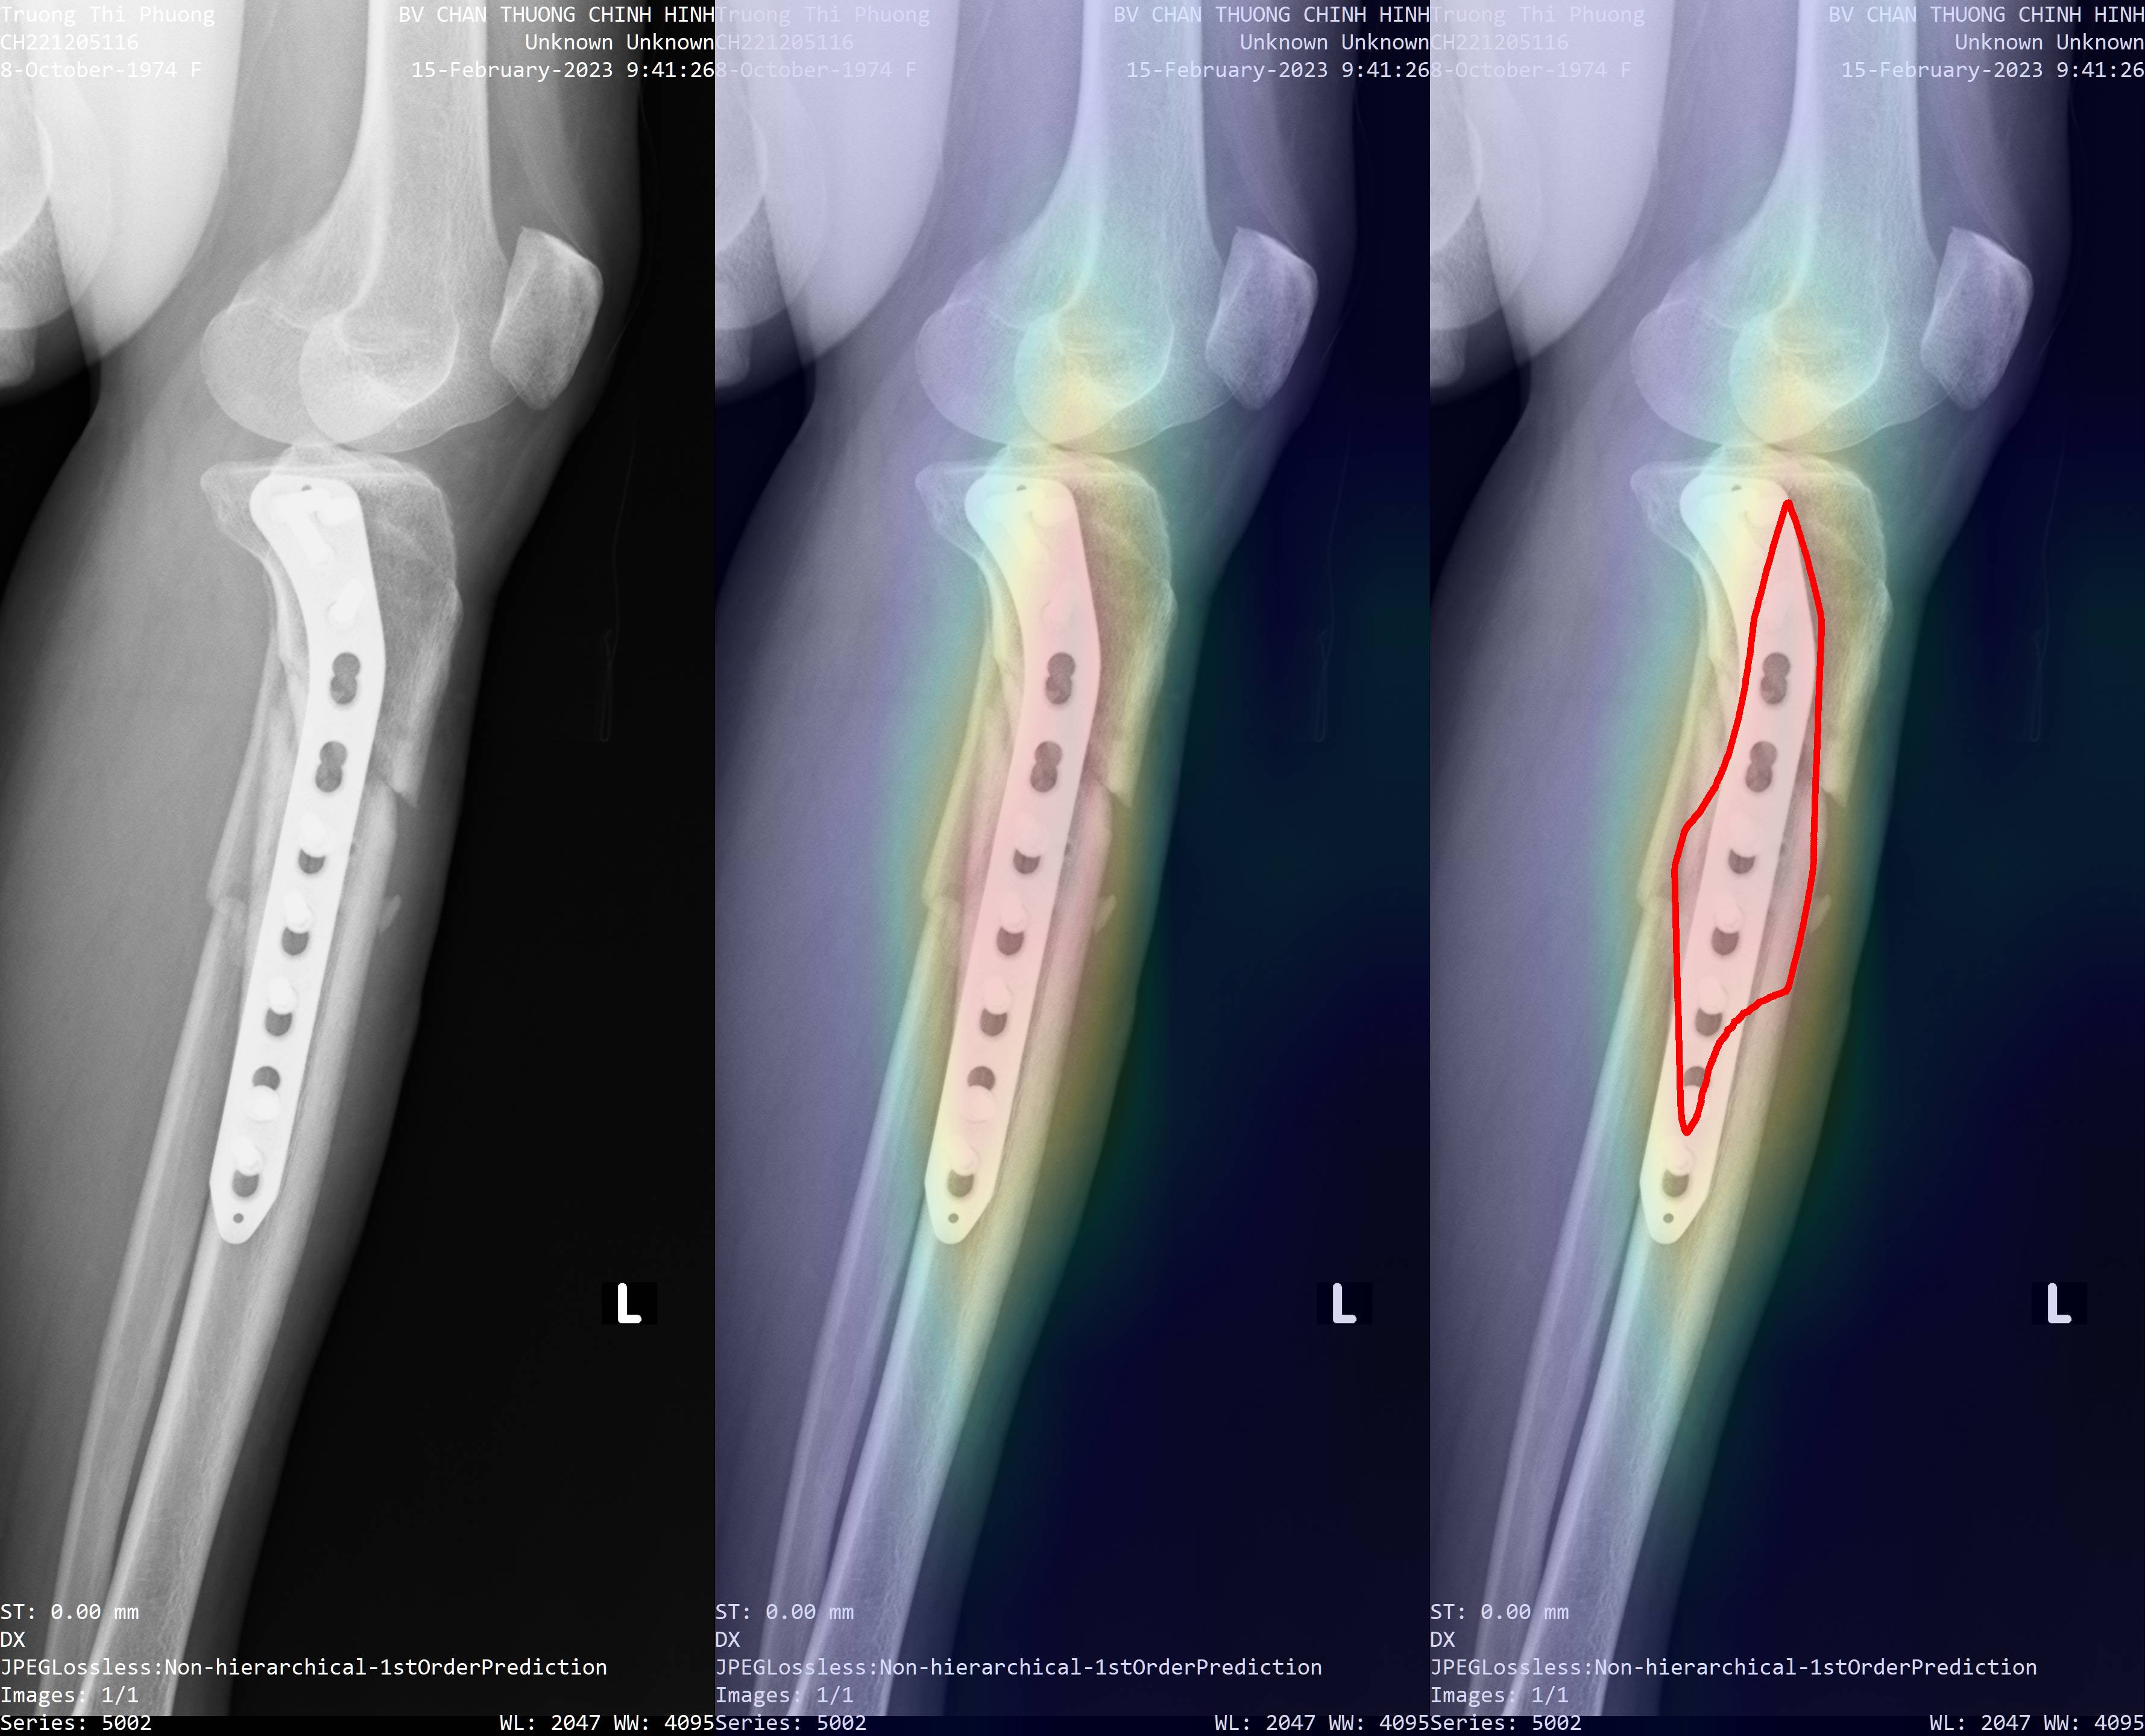 Truong Thi Phuong
CH221205116
8-October-1974 F
BV CHAN THUONG CHINH HINH
Unknown Unknown
15-February-2023 9:41:26
L
ST: 0.00 mm
DX
JPEGLossless:Non-hierarchical-1stOrderPrediction
Images: 1/1
Series: 5002
WL: 2047 WW: 4095
Truong Thi Phuong
CH221205116
8-October-1974 F
BV CHAN THUONG CHINH HINH
Unknown Unknown
15-February-2023 9:41:26
L
ST: 0.00 mm
DX
JPEGLossless:Non-hierarchical-1stOrderPrediction
Images: 1/1
Series: 5002
WL: 2047 WW: 4095
Truong Thi Phuong
CH221205116
8-October-1974 F
BV CHAN THUONG CHINH HINH
Unknown Unknown
15-February-2023 9:41:26
L
ST: 0.00 mm
DX
JPEGLossless:Non-hierarchical-1stOrderPrediction
Images: 1/1
Series: 5002
WL: 2047 WW: 4095